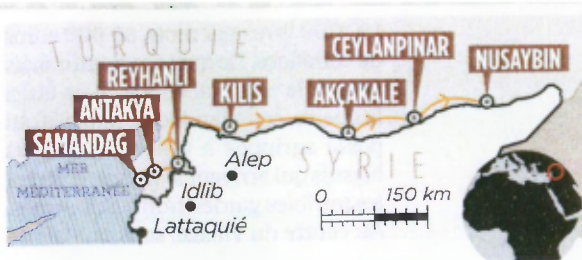 TURQUIE
CEYLANPINAR
NUSAYBIN
REYHANLI
KILIS
AKÇAKALE
ANTAKYA
SAMANDAG
MER
MÉDITERRANÉE
Alep
SYRIE
Idlib
0 150 km
Lattaquié